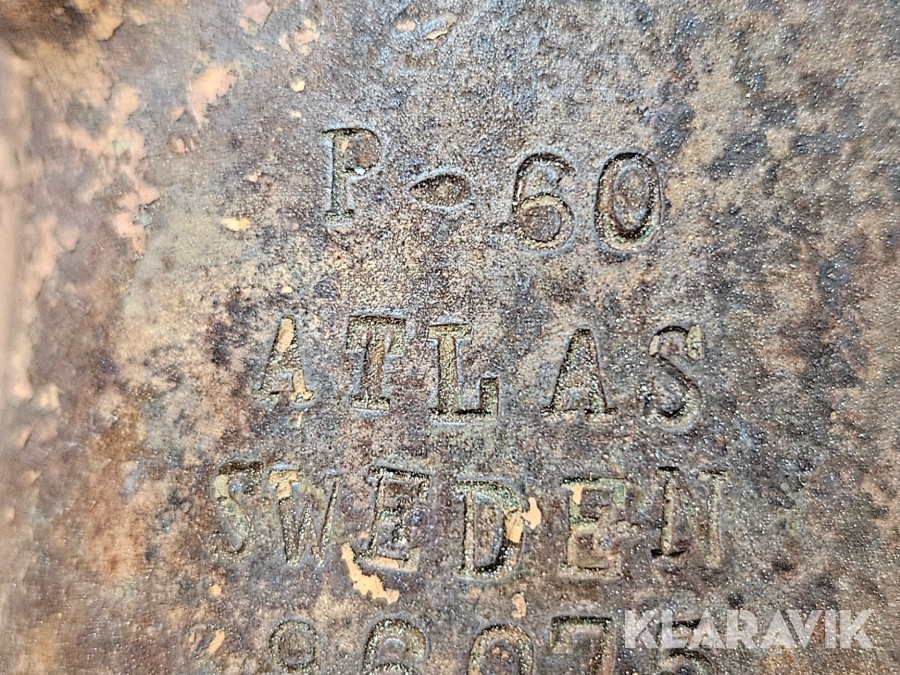 P-60
ATLAS
SWEDEN
KLARAVIK